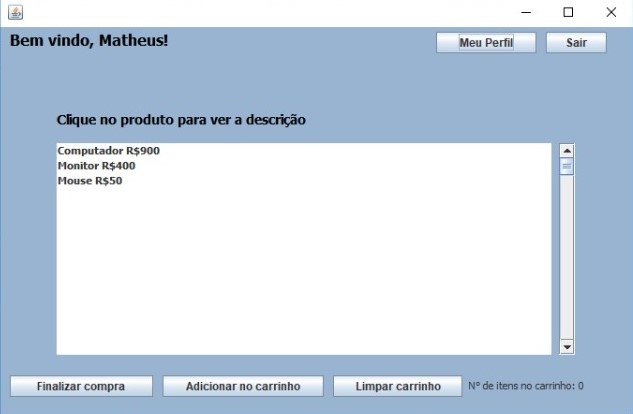 Bem vindo, Matheus!
Meu Perfil
Sair
Clique no produto para ver a descrição
Computador R$900
Monitor R$400
Mouse R$50
Finalizar compra
Adicionar no carrinho
Limpar carrinho
N° de itens no carrinho: 0